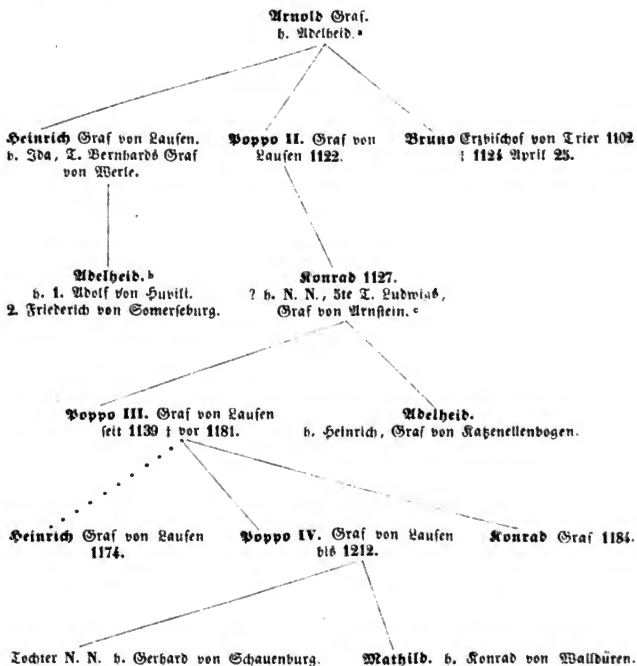 Arnold Graf.
h. Adelheid. a
Heinrich Graf von Laufen.
h. Ida, T. Bernhards Graf
von Werle.
Poppo II. Graf von
Laufen 1122.
Bruno Erzbischof von Trier 1102
† 1124 April 25.
Adelheid. b
h. 1. Adolf von Huvili.
2. Friederich von Somerseburg.
Konrad 1127.
? h. N. N., 5te T. Ludwigs,
Graf von Arnstein. c
Poppo III. Graf von Laufen
seit 1139 † vor 1181.
Adelheid.
h. Heinrich, Graf von Katzenellenbogen.
Heinrich Graf von Laufen
1174.
Poppo IV. Graf von Laufen
bis 1212.
Konrad Graf 1184.
Tochter N. N. h. Gerhard von Schauenburg.
Mathild. h. Konrad von Walldüren.